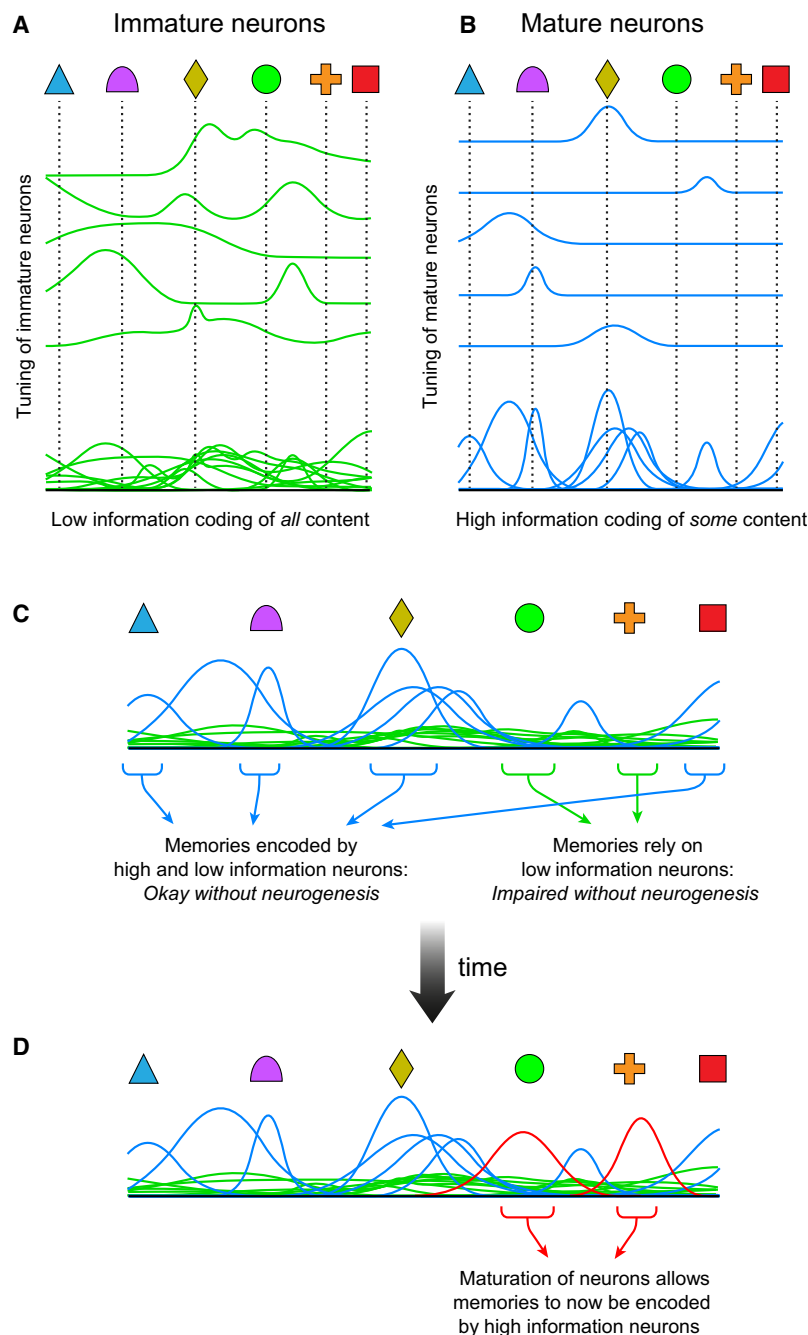 A
Immature neurons
Tuning of immature neurons
Low information coding of all content
B
Mature neurons
Tuning of mature neurons
High information coding of some content
C
Memories encoded by
high and low information neurons:
Okay without neurogenesis
Memories rely on
low information neurons:
Impaired without neurogenesis
time
D
Maturation of neurons allows
memories to now be encoded
by high information neurons